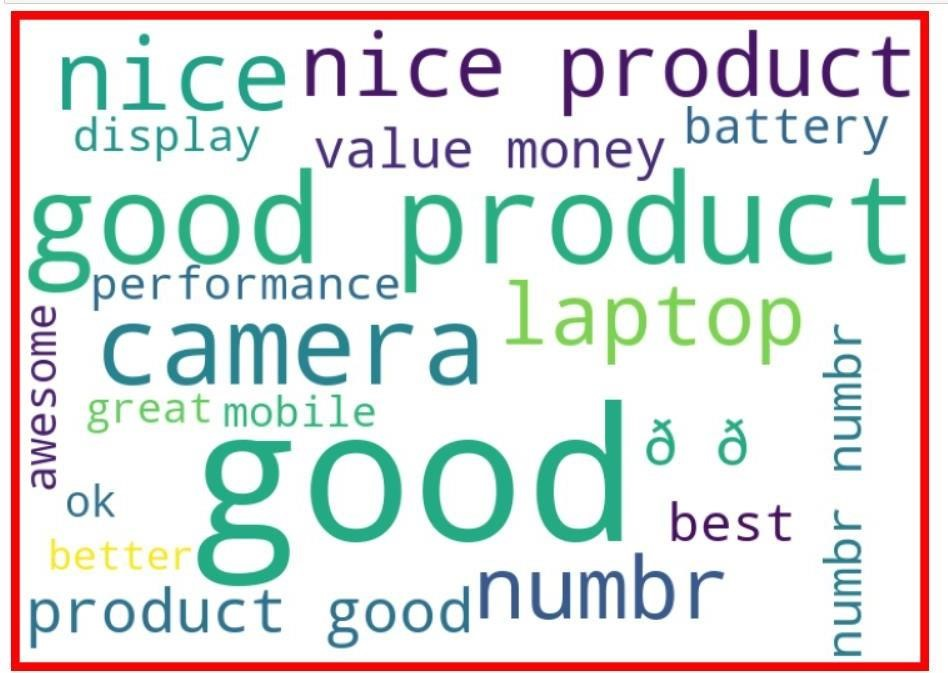 nice
nice product
display
value money
battery
good product
performance
laptop
camera
awesome
great
mobile
good
ð ð
numbr numbr
ok
best
better
numbr
product good